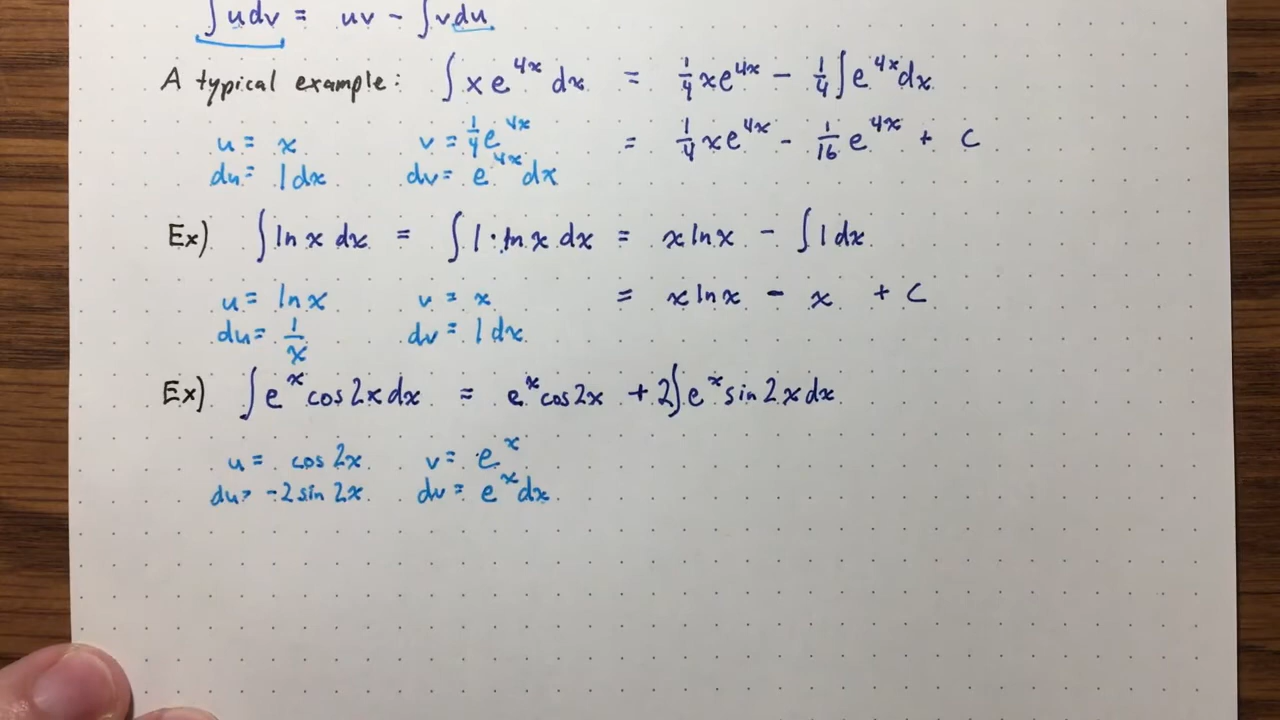 ∫u dv = uv - ∫v du
A typical example: ∫xe^{4x} dx = 1/4 xe^{4x} - 1/4 ∫e^{4x} dx
u = x v = 1/4 e^{4x} = 1/4 xe^{4x} - 1/16 e^{4x} + C
du = 1dx dv = e^{4x} dx
Ex) ∫ln x dx = ∫1·ln x dx = x ln x - ∫1 dx
u = ln x v = x = x ln x - x + C
du = 1/x dv = 1 dx
Ex) ∫e^x cos 2x dx = e^x cos 2x + 2∫e^x sin 2x dx
u = cos 2x v = e^x
du = -2 sin 2x dv = e^x dx